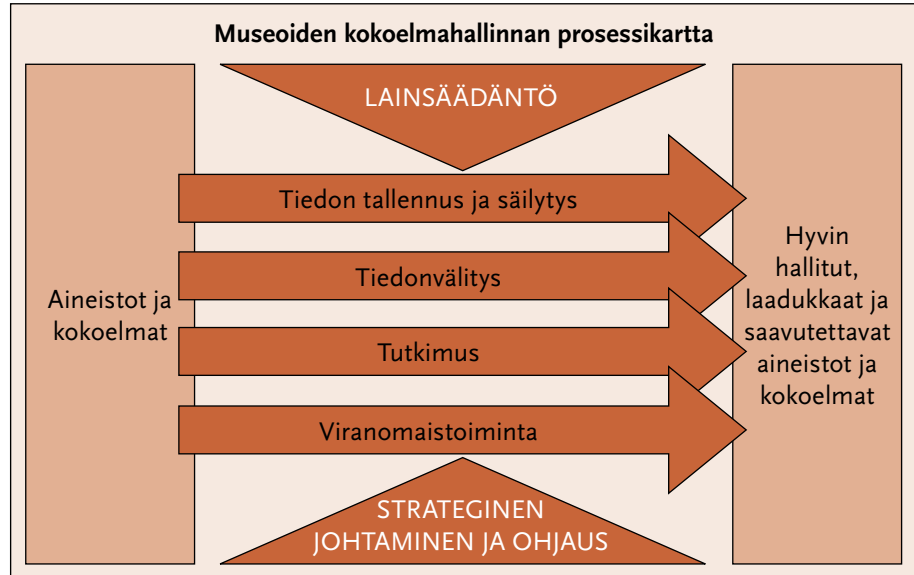 Museoiden kokoelmahallinnan prosessikartta
LAINSÄÄDÄNTÖ
Aineistot ja
kokoelmat
Tiedon tallennus ja säilytys
Tiedonvälitys
Tutkimus
Viranomaistoiminta
Hyvin
hallitut,
laadukkaat ja
saavutettavat
aineistot ja
kokoelmat
STRATEGINEN
JOHTAMINEN JA OHJAUS